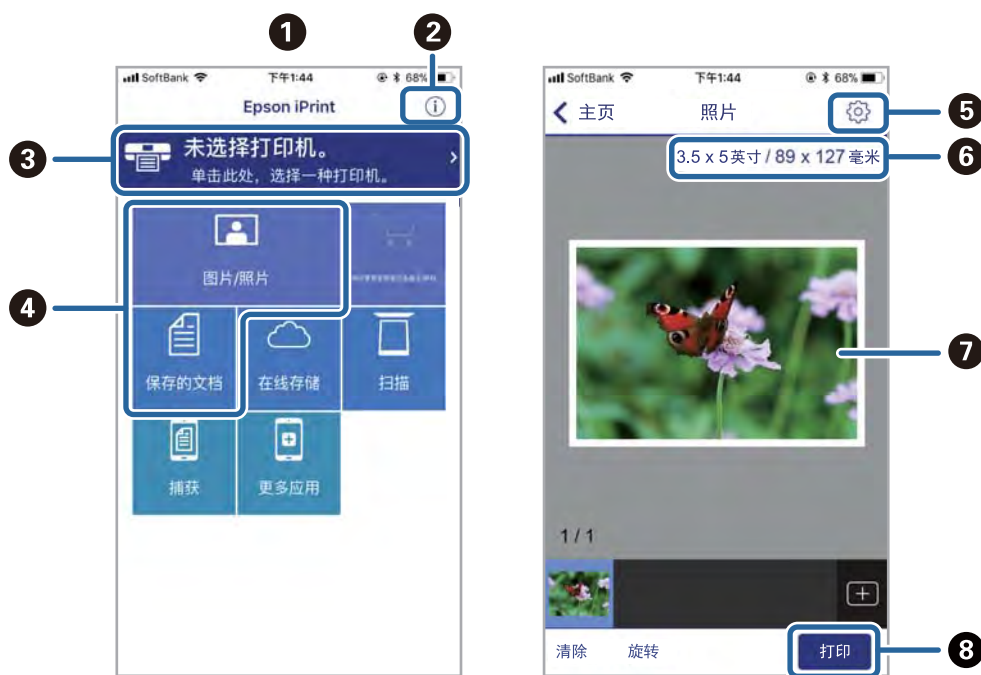 1
2
SoftBank 下午1:44 68%
Epson iPrint
3
未选择打印机。
单击此处，选择一种打印机。
图片/照片
4
保存的文档 在线存储 扫描
捕获 更多应用
SoftBank 下午1:44 68%
主页 照片
5
3.5 x 5英寸 / 89 x 127毫米
6
7
1 / 1
清除 旋转 打印
8